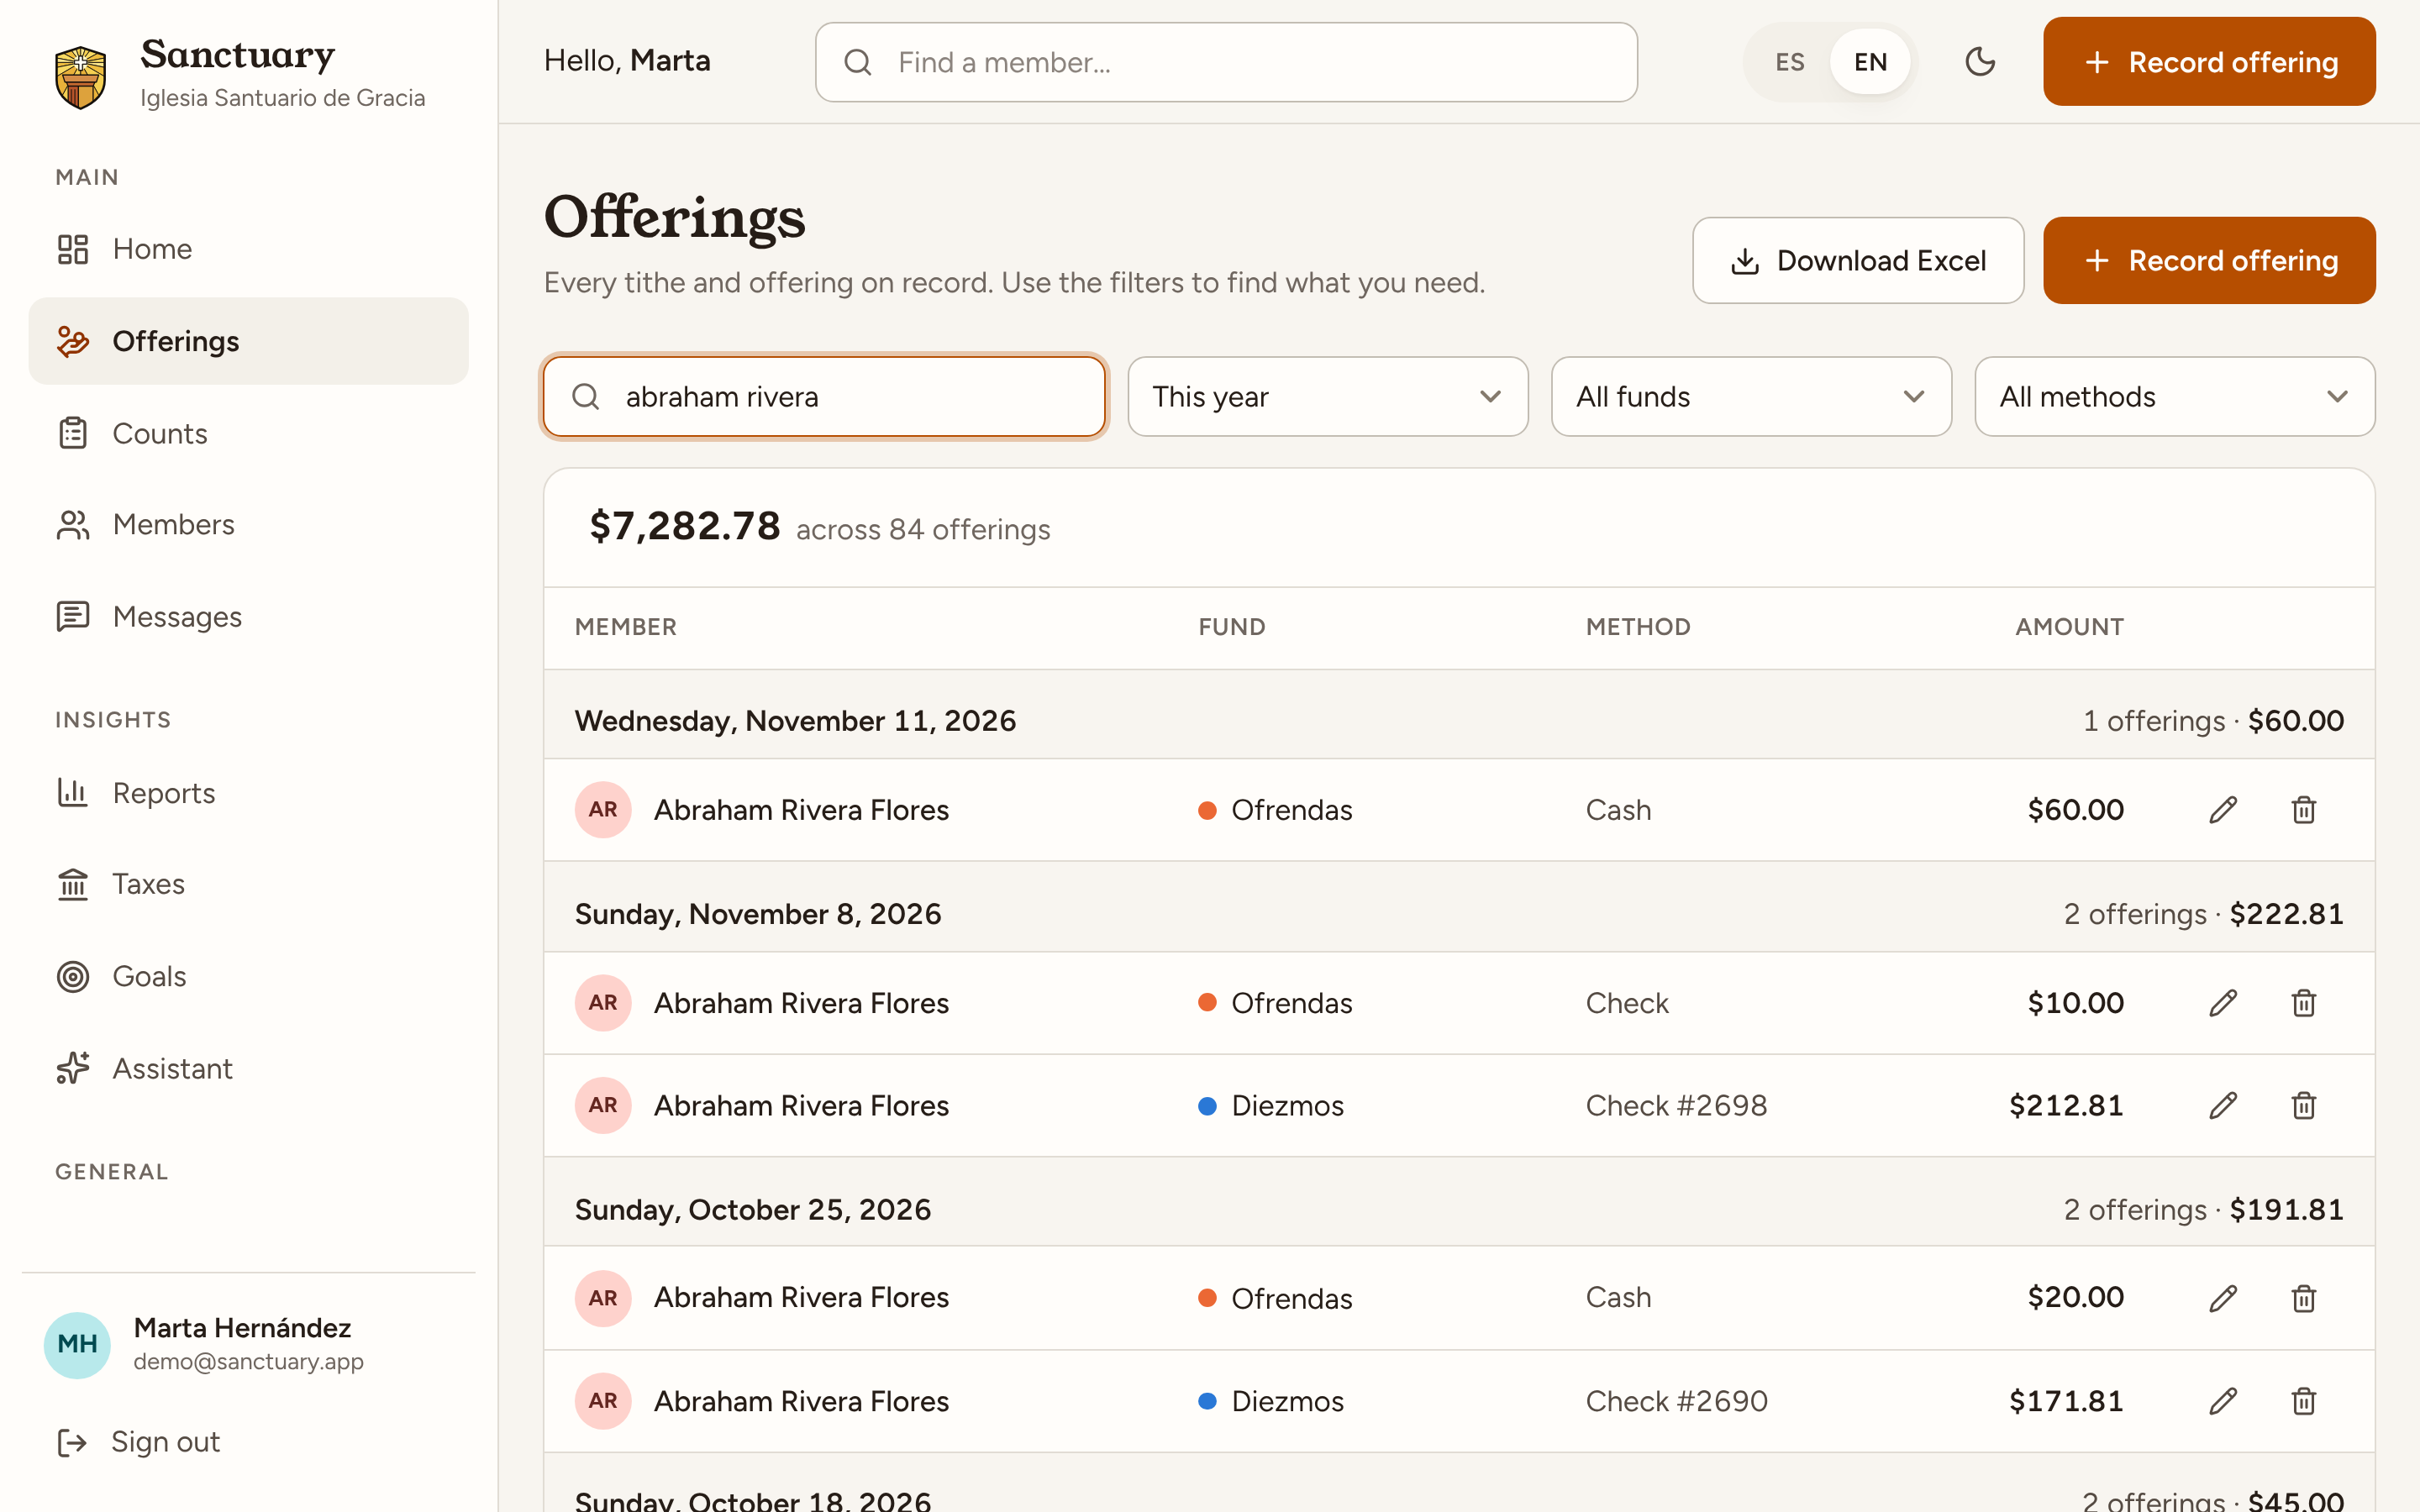 Sanctuary
Iglesia Santuario de Gracia
MAIN
Home
Offerings
Counts
Members
Messages
INSIGHTS
Reports
Taxes
Goals
Assistant
GENERAL
MH
Marta Hernández
demo@sanctuary.app
Sign out
Hello, Marta
Find a member...
ES EN
+ Record offering
Offerings
Every tithe and offering on record. Use the filters to find what you need.
Download Excel
+ Record offering
abraham rivera
This year
All funds
All methods
$7,282.78 across 84 offerings
MEMBER FUND METHOD AMOUNT
Wednesday, November 11, 2026 1 offerings · $60.00
AR Abraham Rivera Flores Ofrendas Cash $60.00
Sunday, November 8, 2026 2 offerings · $222.81
AR Abraham Rivera Flores Ofrendas Check $10.00
AR Abraham Rivera Flores Diezmos Check #2698 $212.81
Sunday, October 25, 2026 2 offerings · $191.81
AR Abraham Rivera Flores Ofrendas Cash $20.00
AR Abraham Rivera Flores Diezmos Check #2690 $171.81
Sunday, October 18, 2026 2 offerings · $45.00